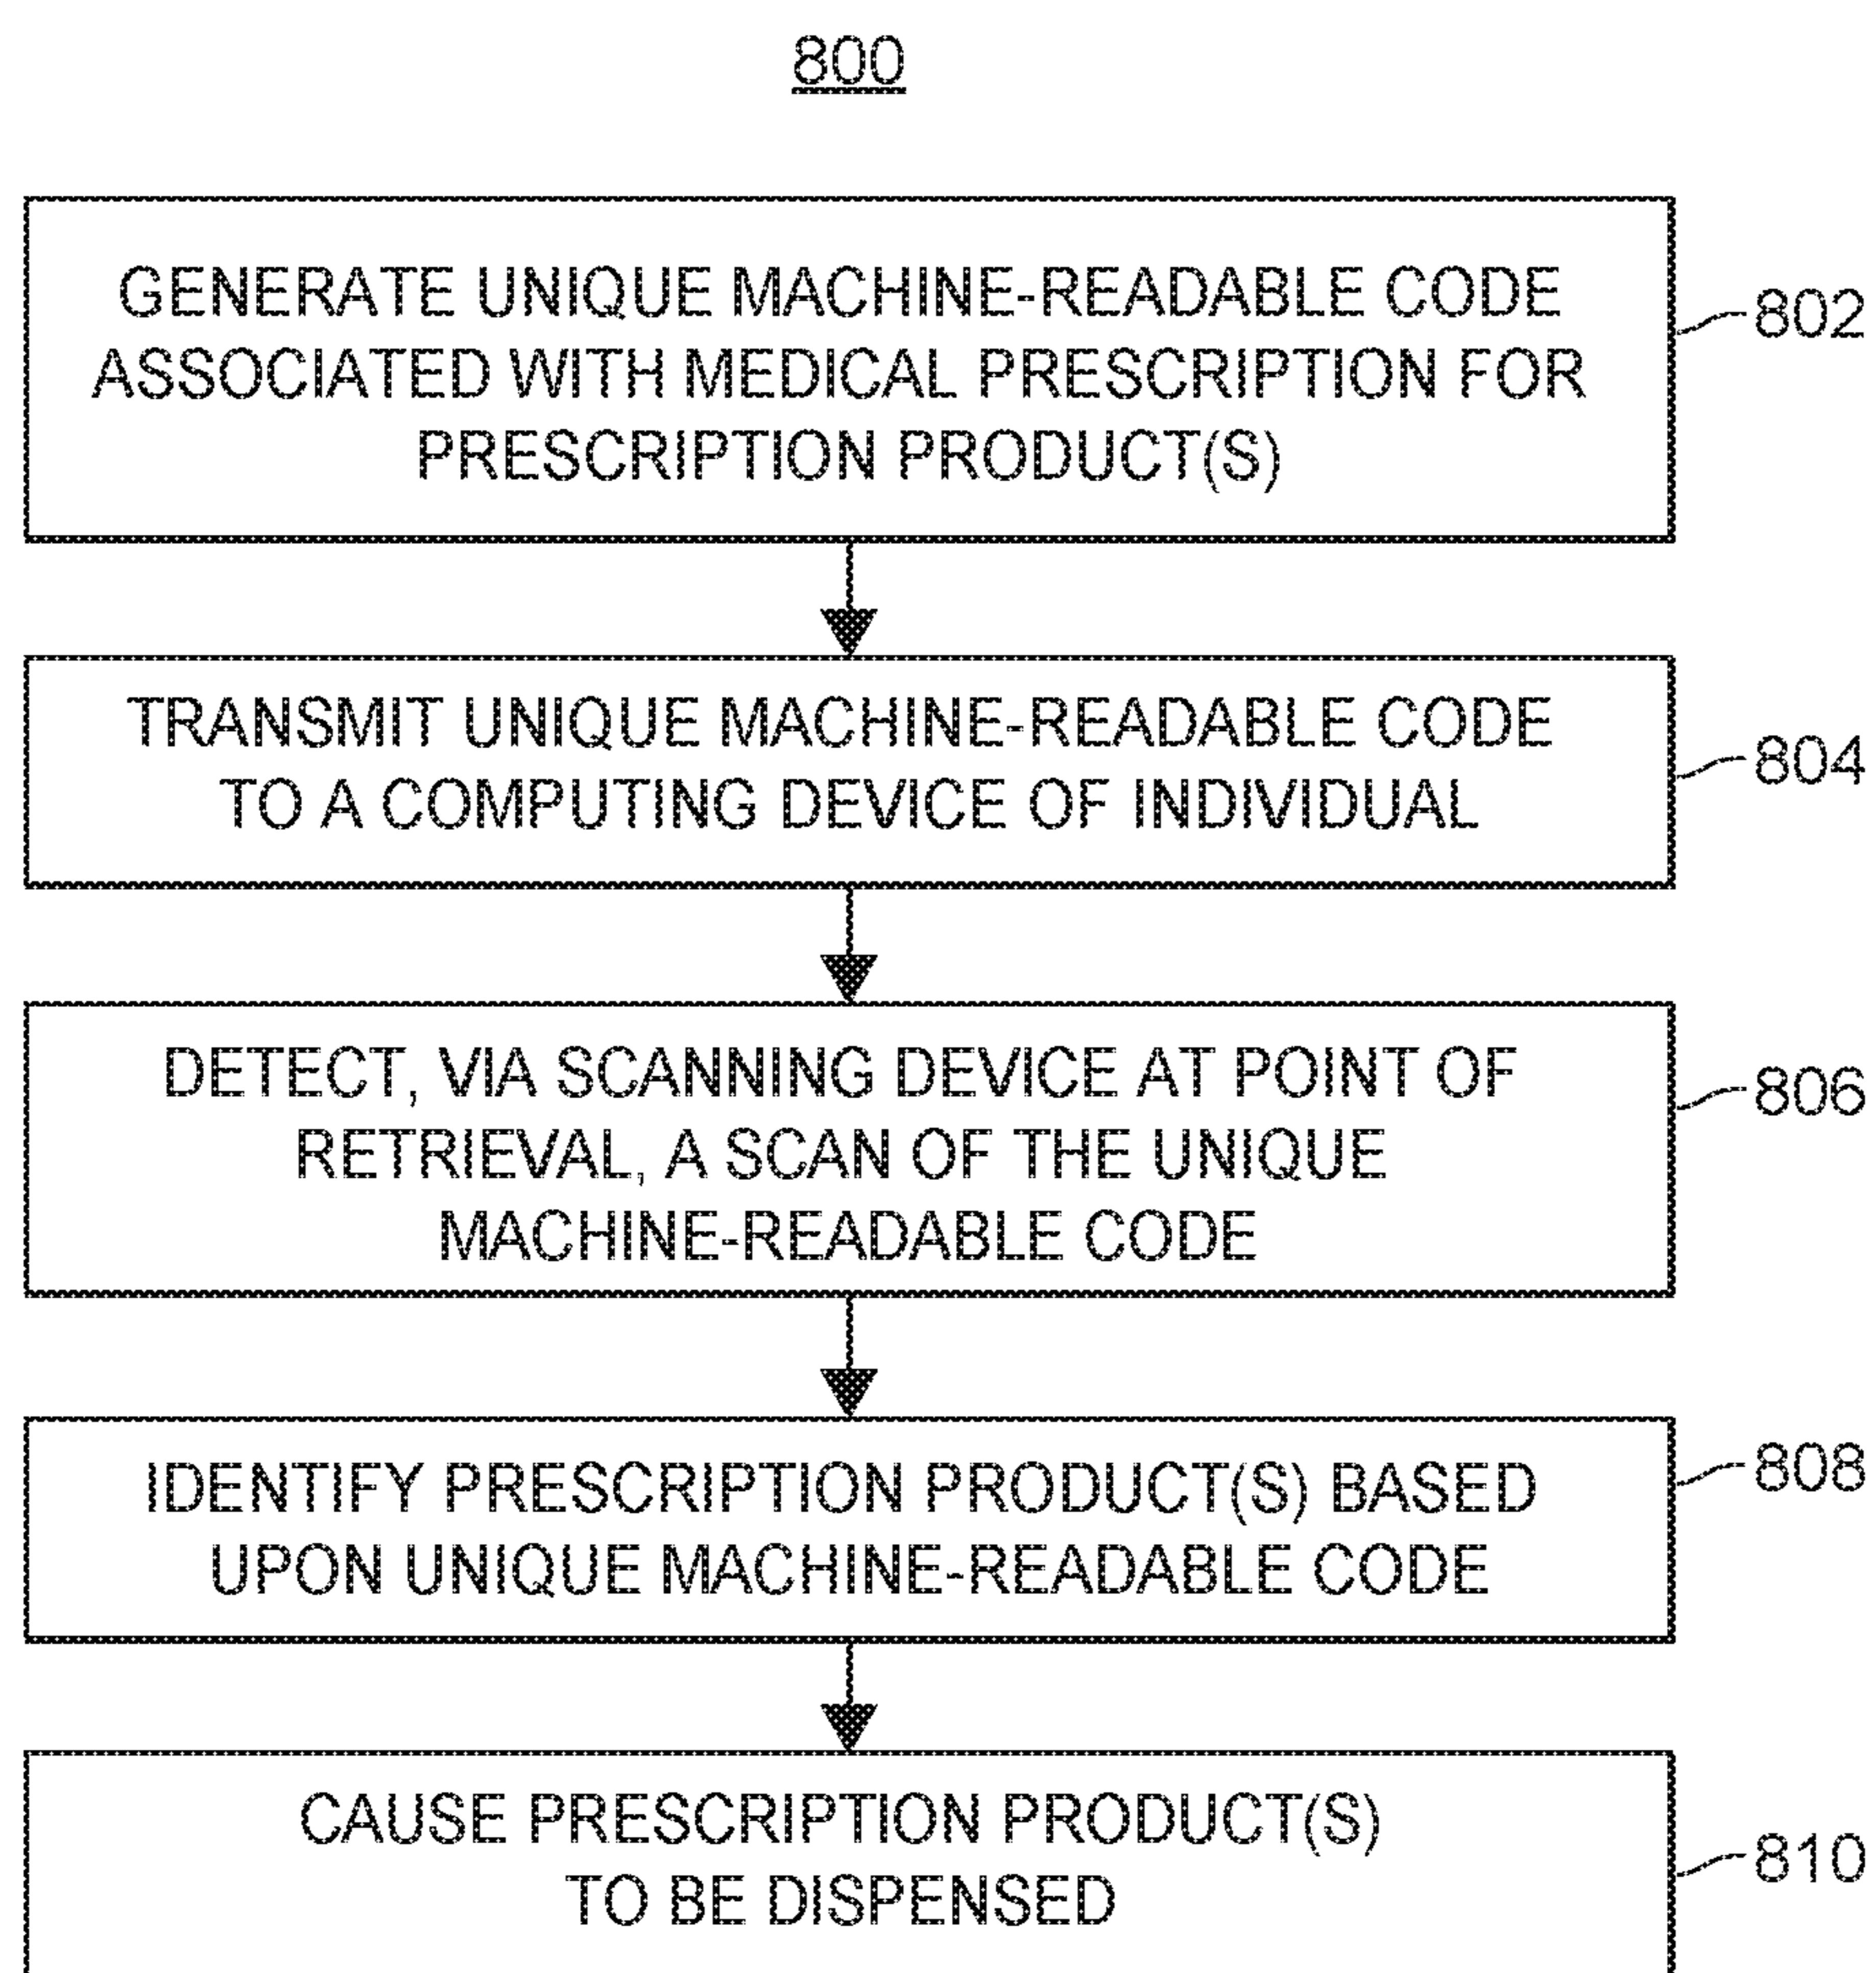 800
GENERATE UNIQUE MACHINE-READABLE CODE
ASSOCIATED WITH MEDICAL PRESCRIPTION FOR
PRESCRIPTION PRODUCT(S)
802
TRANSMIT UNIQUE MACHINE-READABLE CODE
TO A COMPUTING DEVICE OF INDIVIDUAL
804
DETECT, VIA SCANNING DEVICE AT POINT OF
RETRIEVAL, A SCAN OF THE UNIQUE
MACHINE-READABLE CODE
806
IDENTIFY PRESCRIPTION PRODUCT(S) BASED
UPON UNIQUE MACHINE-READABLE CODE
808
CAUSE PRESCRIPTION PRODUCT(S)
TO BE DISPENSED
810